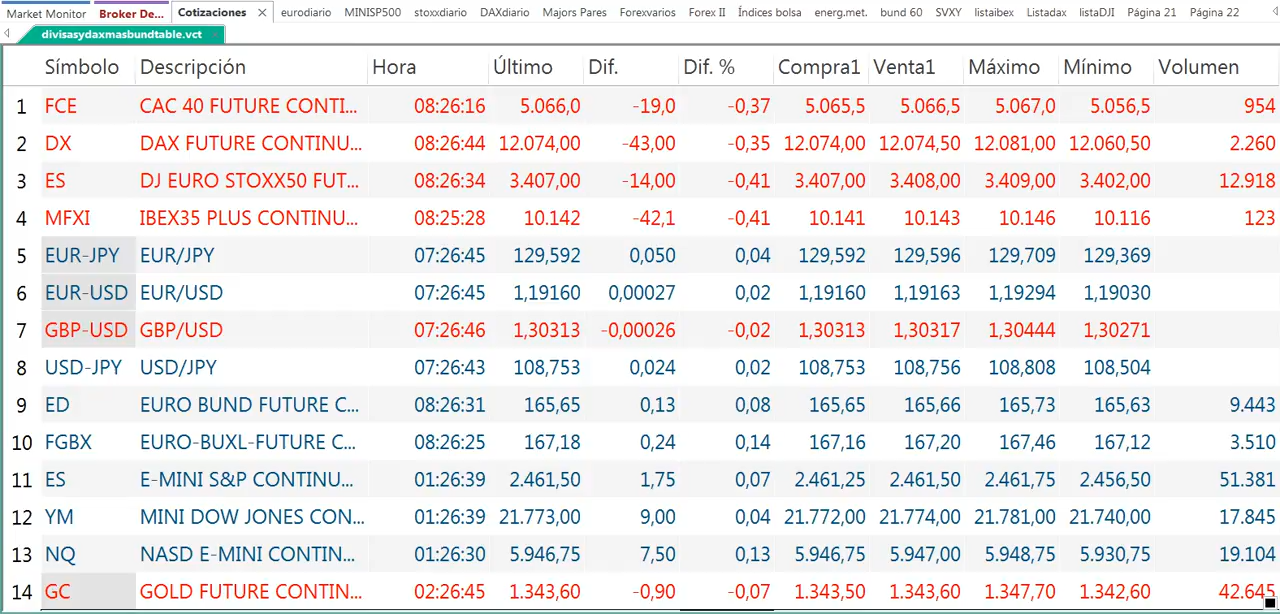 Market Monitor Broker De... Cotizaciones eurodiario MINISP500 stoxxdiario DAXdiario Majors Pares Forexvarios Forex II Índices bolsa energ.met. bund 60 SVXY listaibex Listadax listaDJI Página 21 Página 22
divisasydaxmasbundtable.vct
Símbolo Descripción Hora Último Dif. Dif. % Compra1 Venta1 Máximo Mínimo Volumen
1 FCE CAC 40 FUTURE CONTI... 08:26:16 5.066,0 -19,0 -0,37 5.065,5 5.066,5 5.067,0 5.056,5 954
2 DX DAX FUTURE CONTINU... 08:26:44 12.074,00 -43,00 -0,35 12.074,00 12.074,50 12.081,00 12.060,50 2.260
3 ES DJ EURO STOXX50 FUT... 08:26:34 3.407,00 -14,00 -0,41 3.407,00 3.408,00 3.409,00 3.402,00 12.918
4 MFXI IBEX35 PLUS CONTINU... 08:25:28 10.142 -42,1 -0,41 10.141 10.143 10.146 10.116 123
5 EUR-JPY EUR/JPY 07:26:45 129,592 0,050 0,04 129,592 129,596 129,709 129,369
6 EUR-USD EUR/USD 07:26:45 1,19160 0,00027 0,02 1,19160 1,19163 1,19294 1,19030
7 GBP-USD GBP/USD 07:26:46 1,30313 -0,00026 -0,02 1,30313 1,30317 1,30444 1,30271
8 USD-JPY USD/JPY 07:26:43 108,753 0,024 0,02 108,753 108,756 108,808 108,504
9 ED EURO BUND FUTURE C... 08:26:31 165,65 0,13 0,08 165,65 165,66 165,73 165,63 9.443
10 FGBX EURO-BUXL-FUTURE C... 08:26:25 167,18 0,24 0,14 167,16 167,20 167,46 167,12 3.510
11 ES E-MINI S&P CONTINU... 01:26:39 2.461,50 1,75 0,07 2.461,25 2.461,50 2.461,75 2.456,50 51.381
12 YM MINI DOW JONES CON... 01:26:39 21.773,00 9,00 0,04 21.772,00 21.774,00 21.781,00 21.740,00 17.845
13 NQ NASD E-MINI CONTIN... 01:26:30 5.946,75 7,50 0,13 5.946,75 5.947,00 5.948,75 5.930,75 19.104
14 GC GOLD FUTURE CONTIN... 02:26:45 1.343,60 -0,90 -0,07 1.343,50 1.343,60 1.347,70 1.342,60 42.645